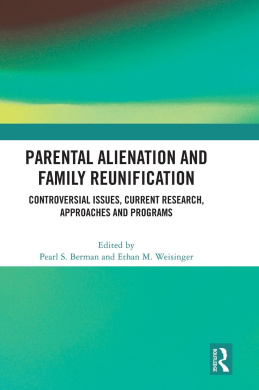 PARENTAL ALIENATION AND
FAMILY REUNIFICATION
CONTROVERSIAL ISSUES, CURRENT RESEARCH,
APPROACHES AND PROGRAMS
Edited by
Pearl S. Berman and Ethan M. Weisinger
ROUTLEDGE